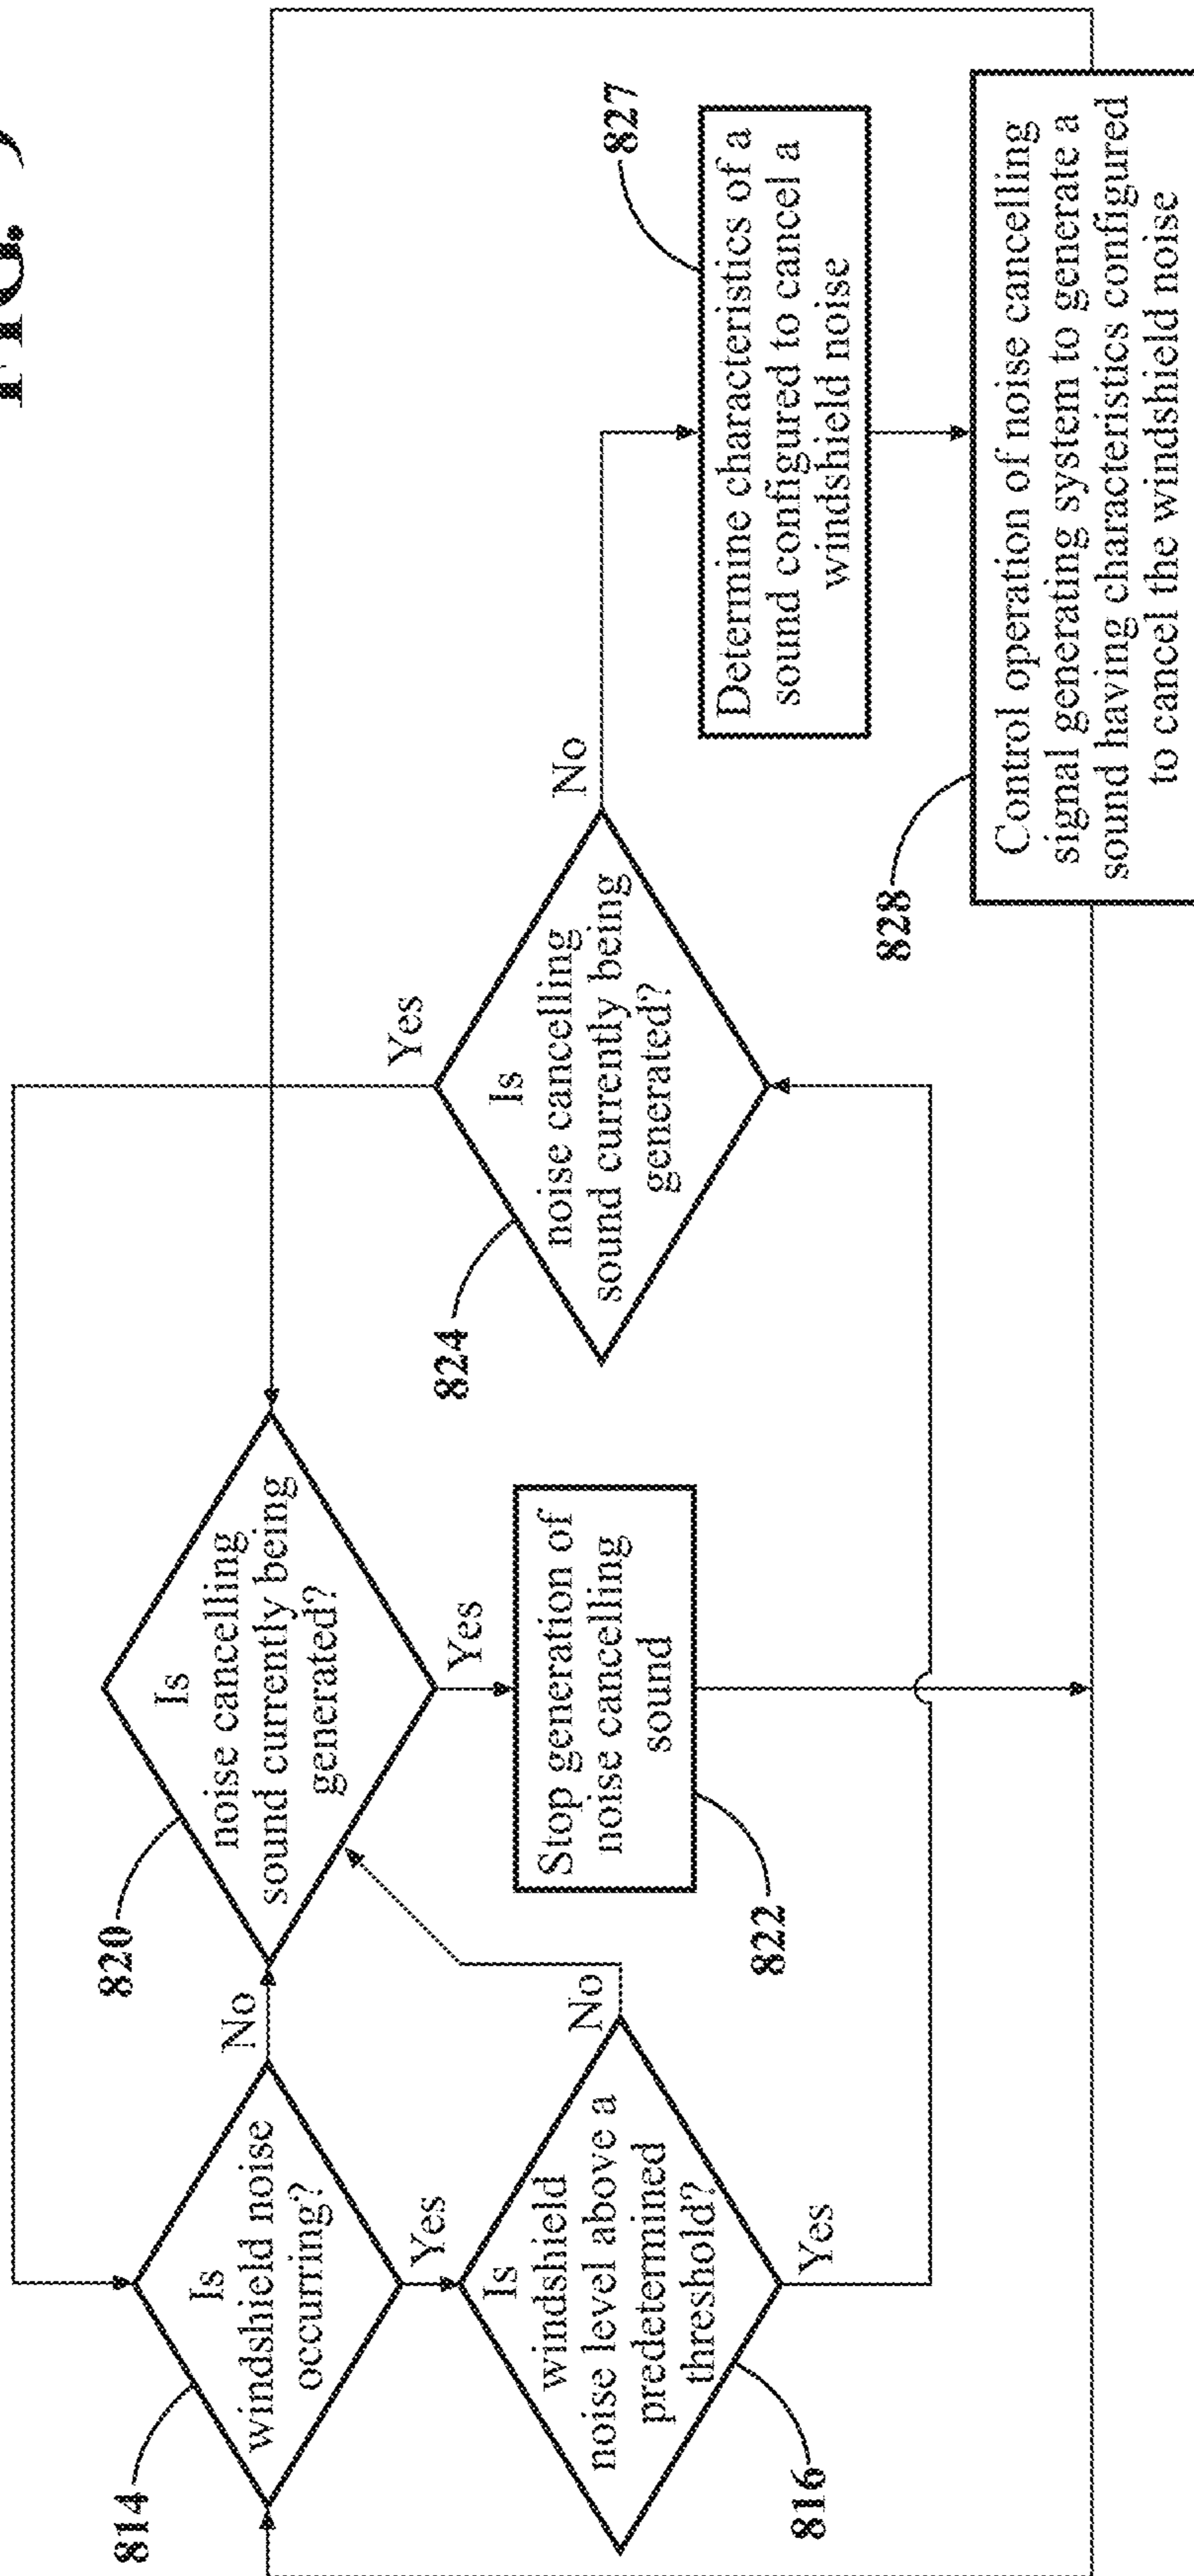 FIG.
814
Is
windshield noise
occurring?
No
Yes
816
Is
windshield
noise level above a
predetermined
threshold?
No
Yes
820
Is
noise cancelling
sound currently being
generated?
Yes
822
Stop generation of
noise cancelling
sound
824
Is
noise cancelling
sound currently being
generated?
Yes
No
827
Determine characteristics of a
sound configured to cancel a
windshield noise
828
Control operation of noise cancelling
signal generating system to generate a
sound having characteristics configured
to cancel the windshield noise